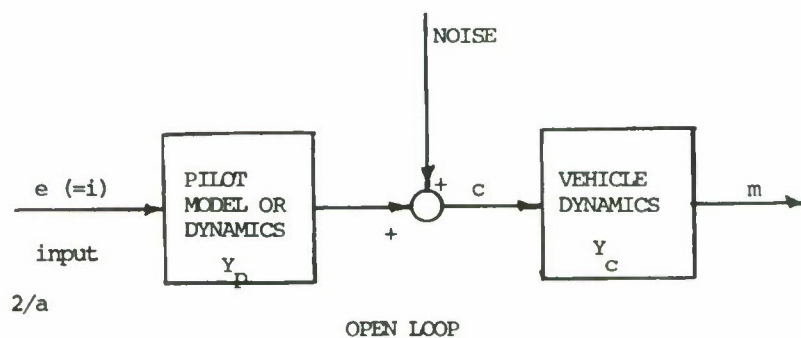 NOISE
+
e (=i)
input
PILOT
MODEL OR
DYNAMICS
Y
p
+
c
VEHICLE
DYNAMICS
Y
c
m
2/a
OPEN LOOP